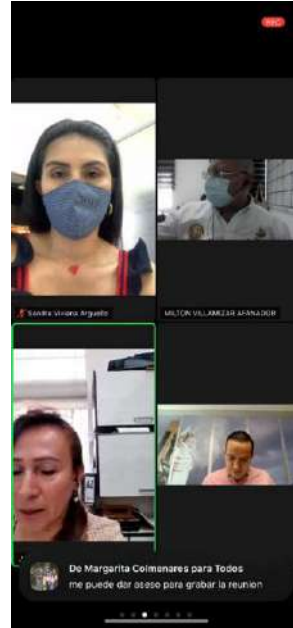 REC
Sandra Viviana Arguello
MILTON VILLAMIZAR AFANADOR
De Margarita Colmenares para Todos
me puede dar aseso para grabar la reunion